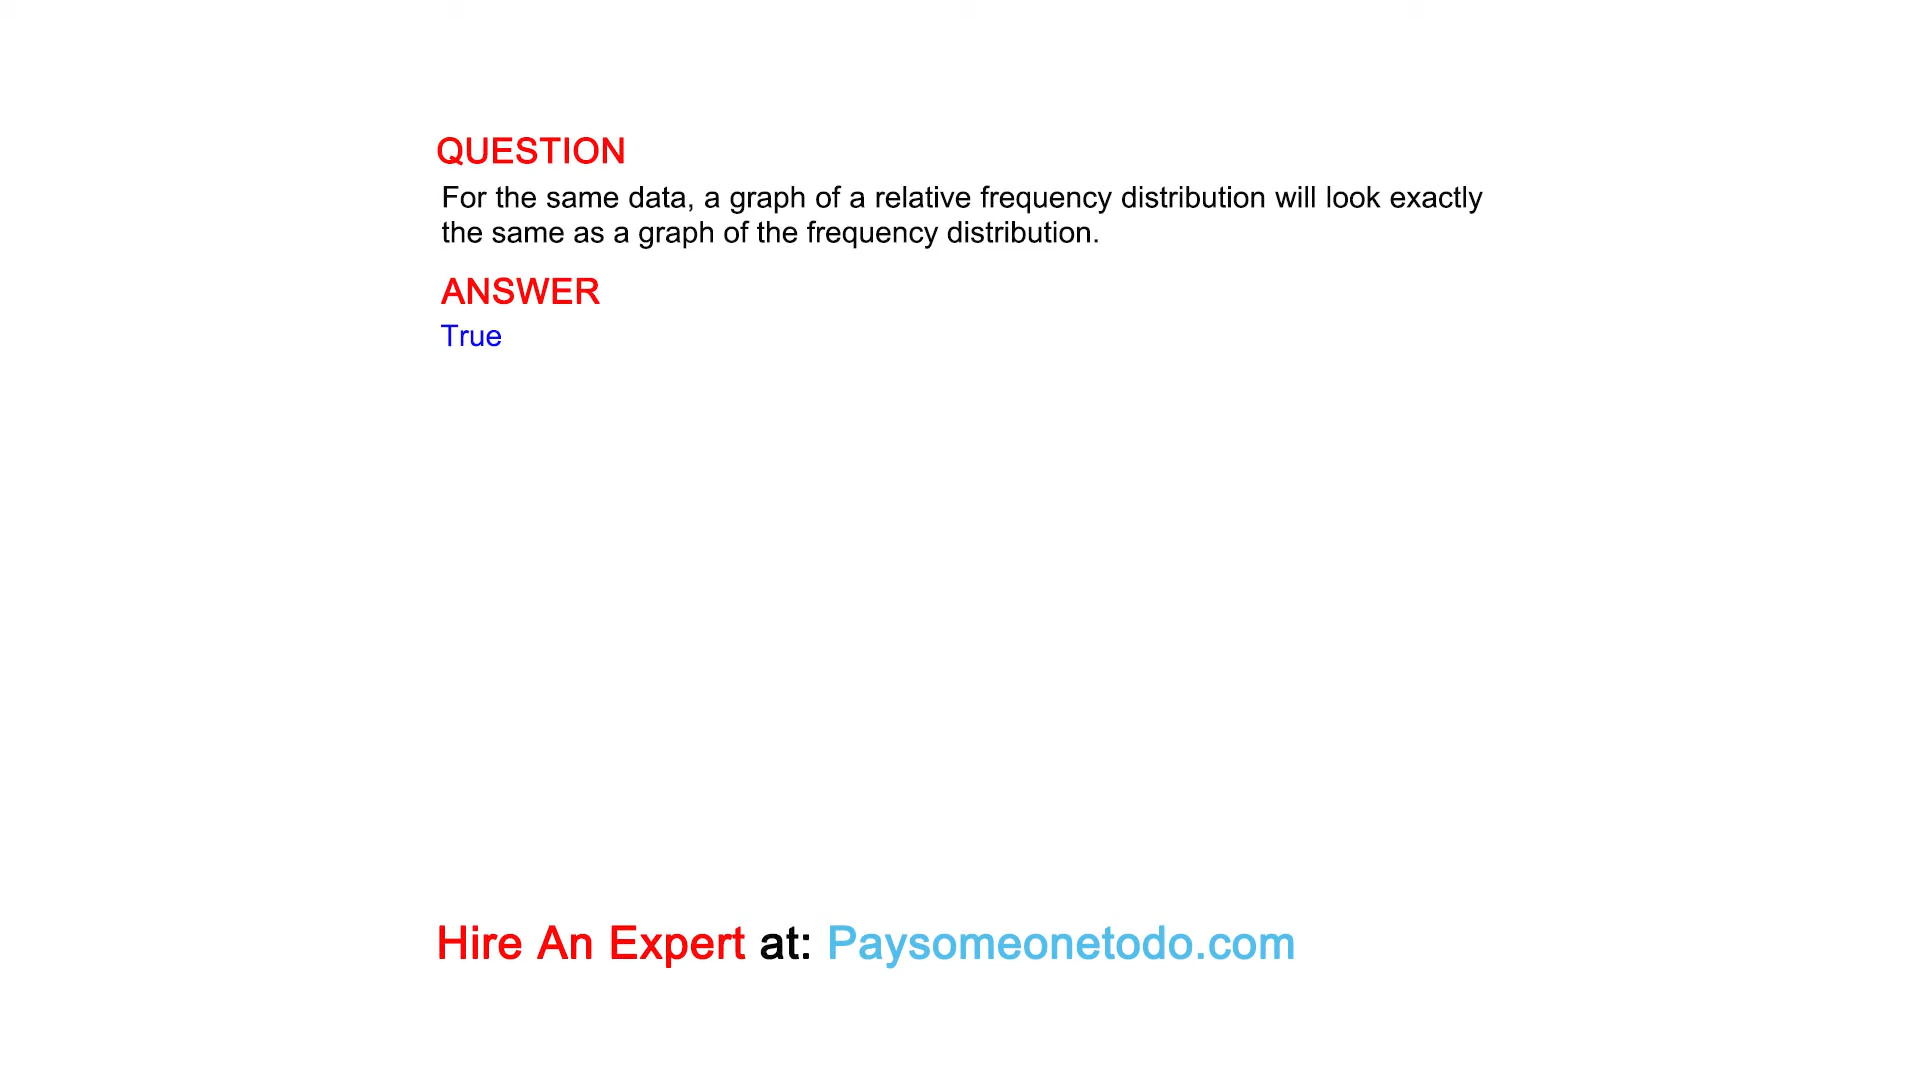 QUESTION
For the same data, a graph of a relative frequency distribution will look exactly
the same as a graph of the frequency distribution.
ANSWER
True
Hire An Expert at: Paysomeonetodo.com